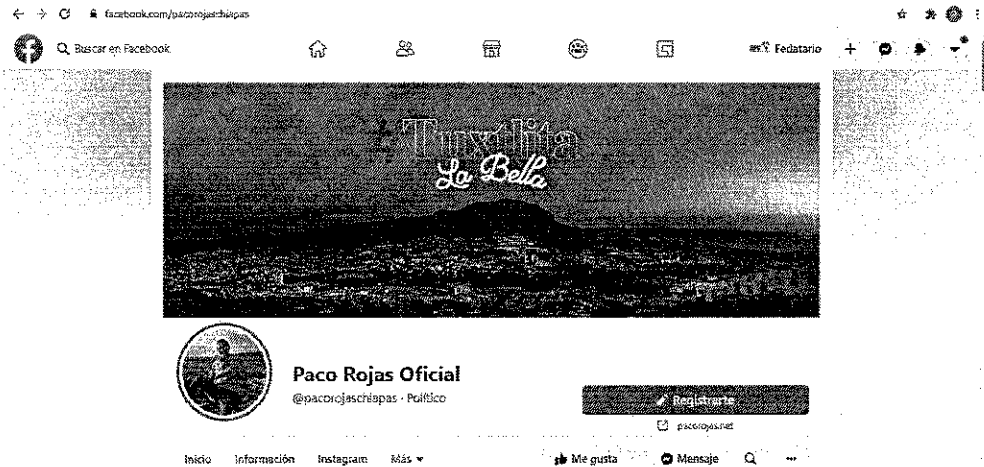 facebook.com/pacorojaschiapas
Buscar en Facebook
Fedatario
Tuxtlita
La Bella
Paco Rojas Oficial
@pacorojaschiapas · Político
Registrarte
pacorojas.net
Inicio Información Instagram Más
Me gusta Mensaje